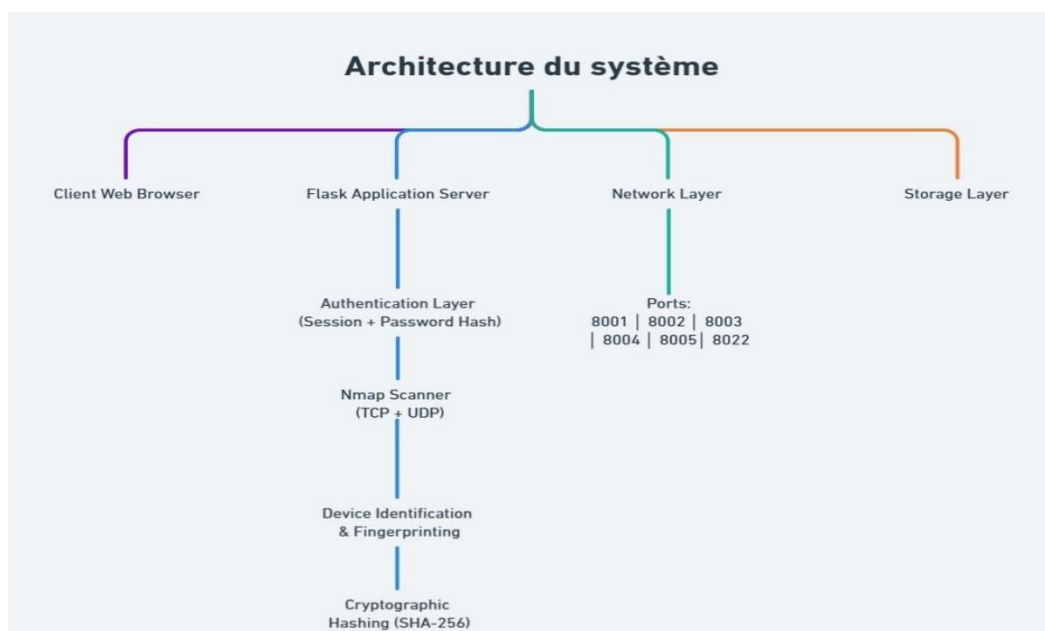 Architecture du système
Client Web Browser
Flask Application Server
Network Layer
Storage Layer
Authentication Layer
(Session + Password Hash)
Ports:
8001 | 8002 | 8003
| 8004 | 8005 | 8022
Nmap Scanner
(TCP + UDP)
Device Identification
& Fingerprinting
Cryptographic
Hashing (SHA-256)